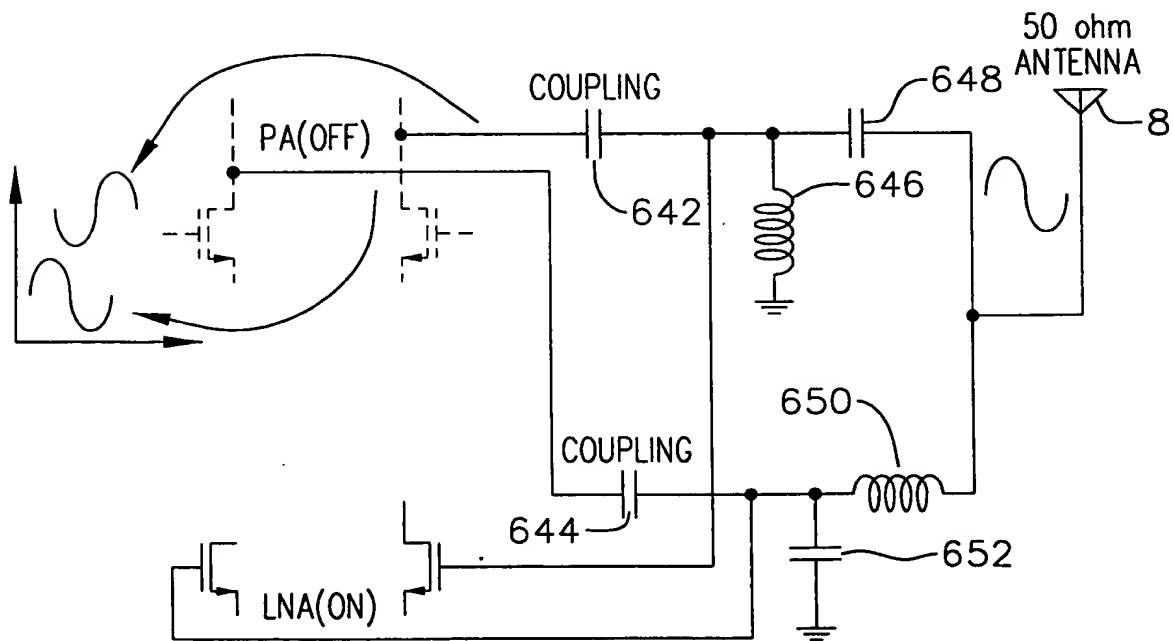 50 ohm
ANTENNA
648
8
COUPLING
PA(OFF)
642
646
650
COUPLING
644
652
LNA(ON)